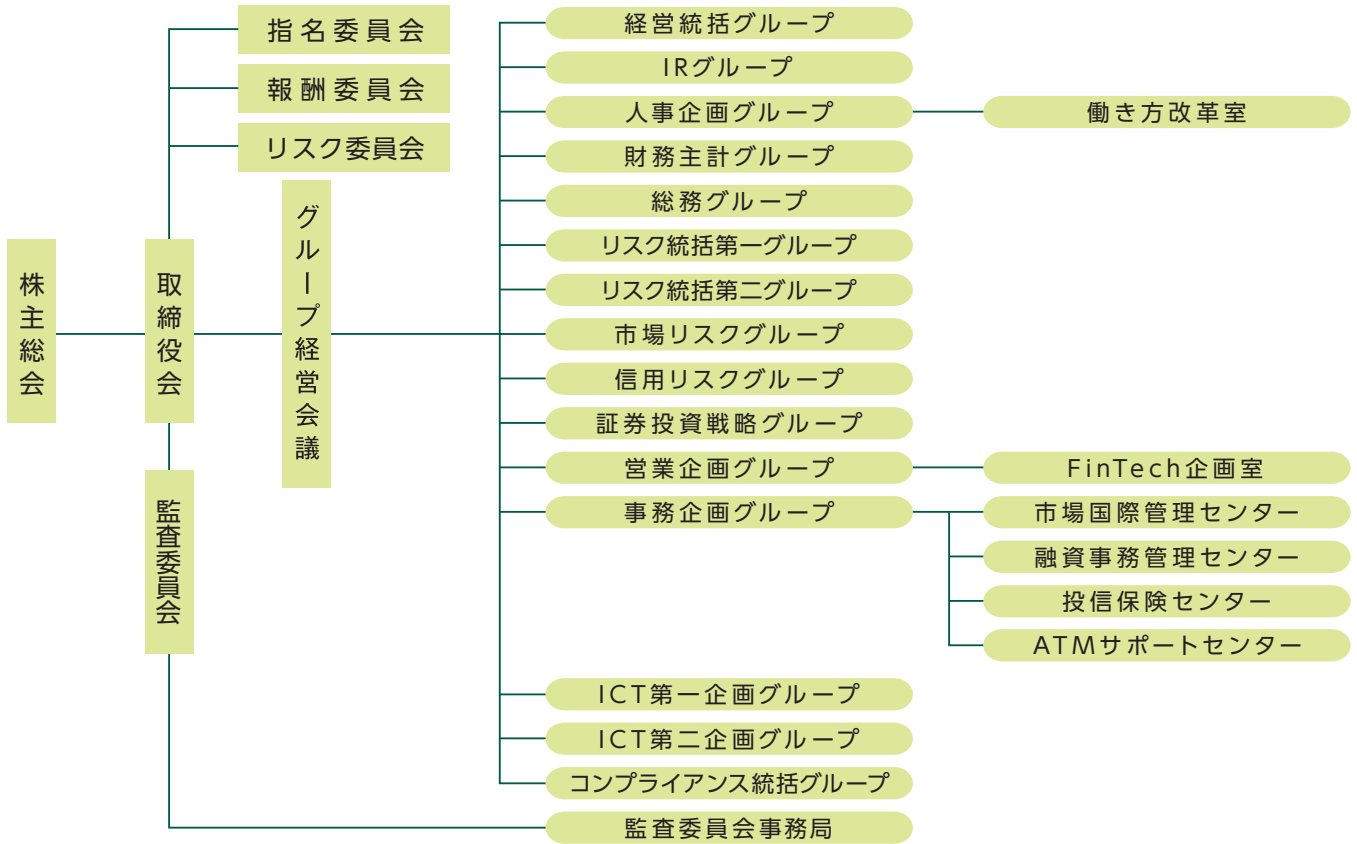 株主総会
取締役会
指名委員会
報酬委員会
リスク委員会
グループ経営会議
監査委員会
経営統括グループ
IRグループ
人事企画グループ
働き方改革室
財務主計グループ
総務グループ
リスク統括第一グループ
リスク統括第二グループ
市場リスクグループ
信用リスクグループ
証券投資戦略グループ
営業企画グループ
FinTech企画室
事務企画グループ
市場国際管理センター
融資事務管理センター
投信保険センター
ATMサポートセンター
ICT第一企画グループ
ICT第二企画グループ
コンプライアンス統括グループ
監査委員会事務局